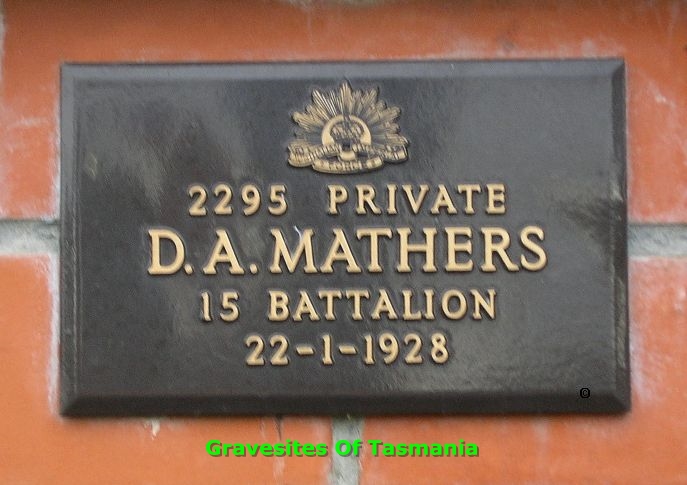 2295 PRIVATE
D. A. MATHERS
15 BATTALION
22-1-1928
©
Gravesites Of Tasmania